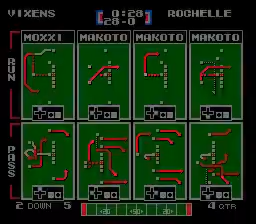 VIXENS 0:28 ROCHELLE
28-0
MOXXI MAKOTO MAKOTO MAKOTO
RUN
PASS
2 DOWN 5 4 QTR